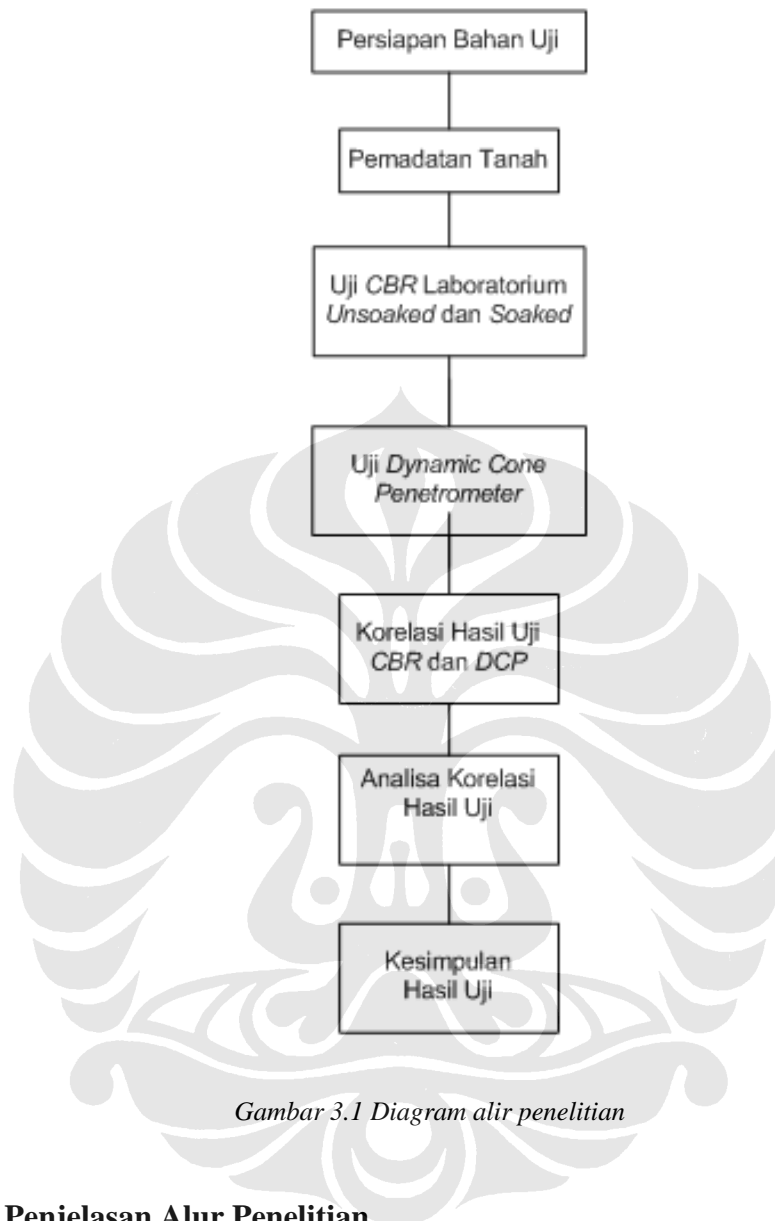 Persiapan Bahan Uji
Pemadatan Tanah
Uji CBR Laboratorium
Unsoaked dan Soaked
Uji Dynamic Cone
Penetrometer
Korelasi Hasil Uji
CBR dan DCP
Analisa Korelasi
Hasil Uji
Kesimpulan
Hasil Uji
Gambar 3.1 Diagram alir penelitian
Penjelasan Alur Penelitian